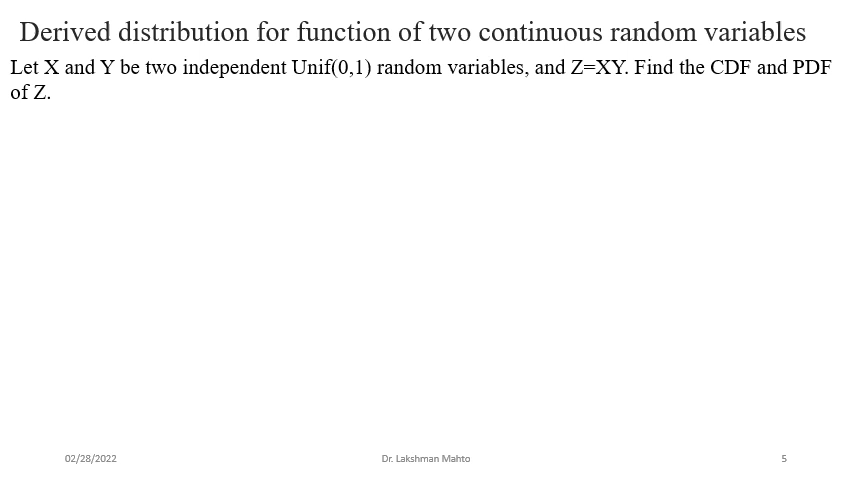 Derived distribution for function of two continuous random variables
Let X and Y be two independent Unif(0,1) random variables, and Z=XY. Find the CDF and PDF
of Z.
02/28/2022
Dr. Lakshman Mahto
5